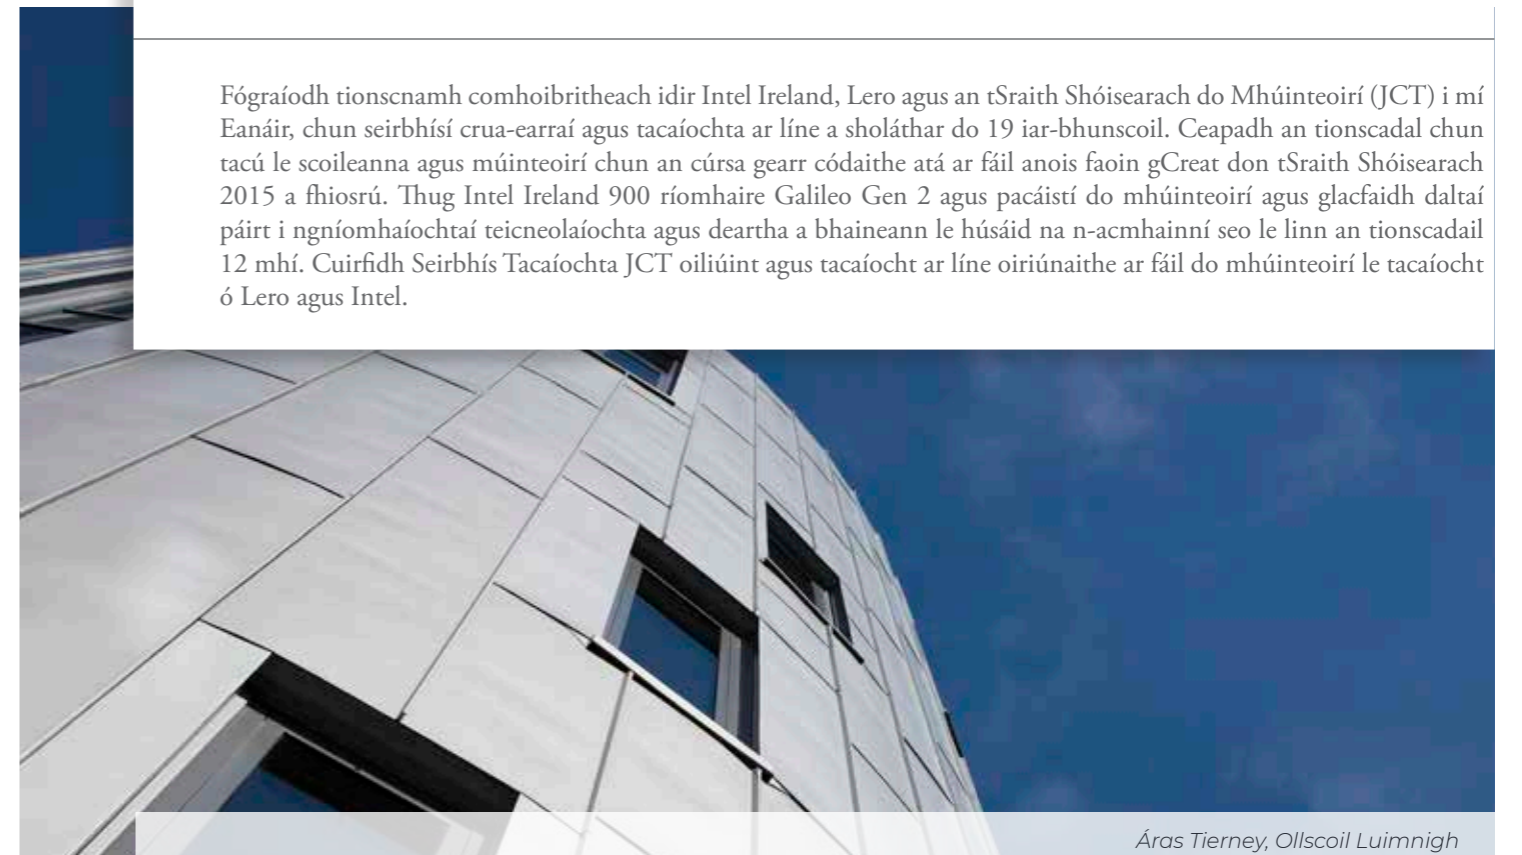 Fógraíodh tionscnamh comhoibritheach idir Intel Ireland, Lero agus an tSraith Shóisearach do Mhúinteoirí (JCT) i mí
Eanáir, chun seirbhísí crua-earraí agus tacaíochta ar líne a sholáthar do 19 iar-bhunscoil. Ceapadh an tionscadal chun
tacú le scoileanna agus múinteoirí chun an cúrsa gearr códaithe atá ar fáil anois faoin gCreat don tSraith Shóisearach
2015 a fhiosrú. Thug Intel Ireland 900 ríomhaire Galileo Gen 2 agus pacáistí do mhúinteoirí agus glacfaidh daltaí
páirt i ngníomhaíochtaí teicneolaíochta agus deartha a bhaineann le húsáid na n-acmhainní seo le linn an tionscadail
12 mhí. Cuirfidh Seirbhís Tacaíochta JCT oiliúint agus tacaíocht ar líne oiriúnaithe ar fáil do mhúinteoirí le tacaíocht
ó Lero agus Intel.
Áras Tierney, Ollscoil Luimnigh